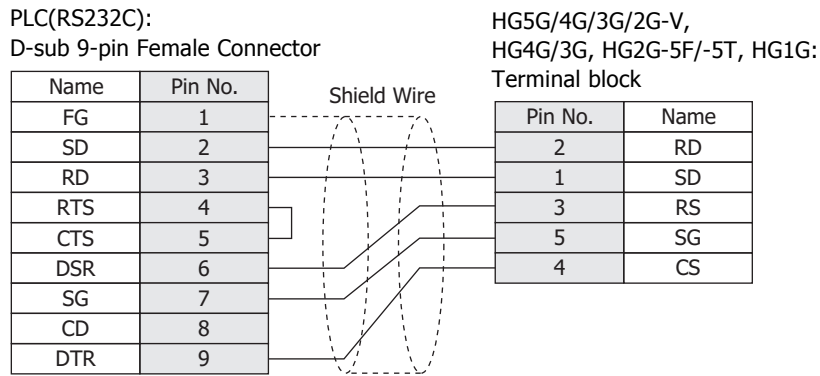 PLC(RS232C):
D-sub 9-pin Female Connector
Name Pin No.
FG 1
SD 2
RD 3
RTS 4
CTS 5
DSR 6
SG 7
CD 8
DTR 9
Shield Wire
HG5G/4G/3G/2G-V,
HG4G/3G, HG2G-5F/-5T, HG1G:
Terminal block
Pin No. Name
2 RD
1 SD
3 RS
5 SG
4 CS